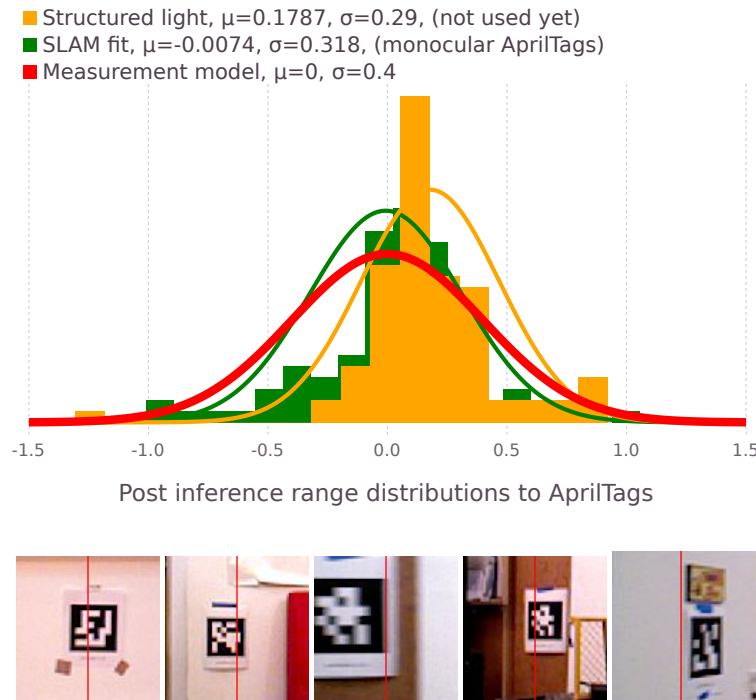 Structured light, μ=0.1787, σ=0.29, (not used yet)
SLAM fit, μ=-0.0074, σ=0.318, (monocular AprilTags)
Measurement model, μ=0, σ=0.4
-1.5 -1.0 -0.5 0.0 0.5 1.0 1.5
Post inference range distributions to AprilTags